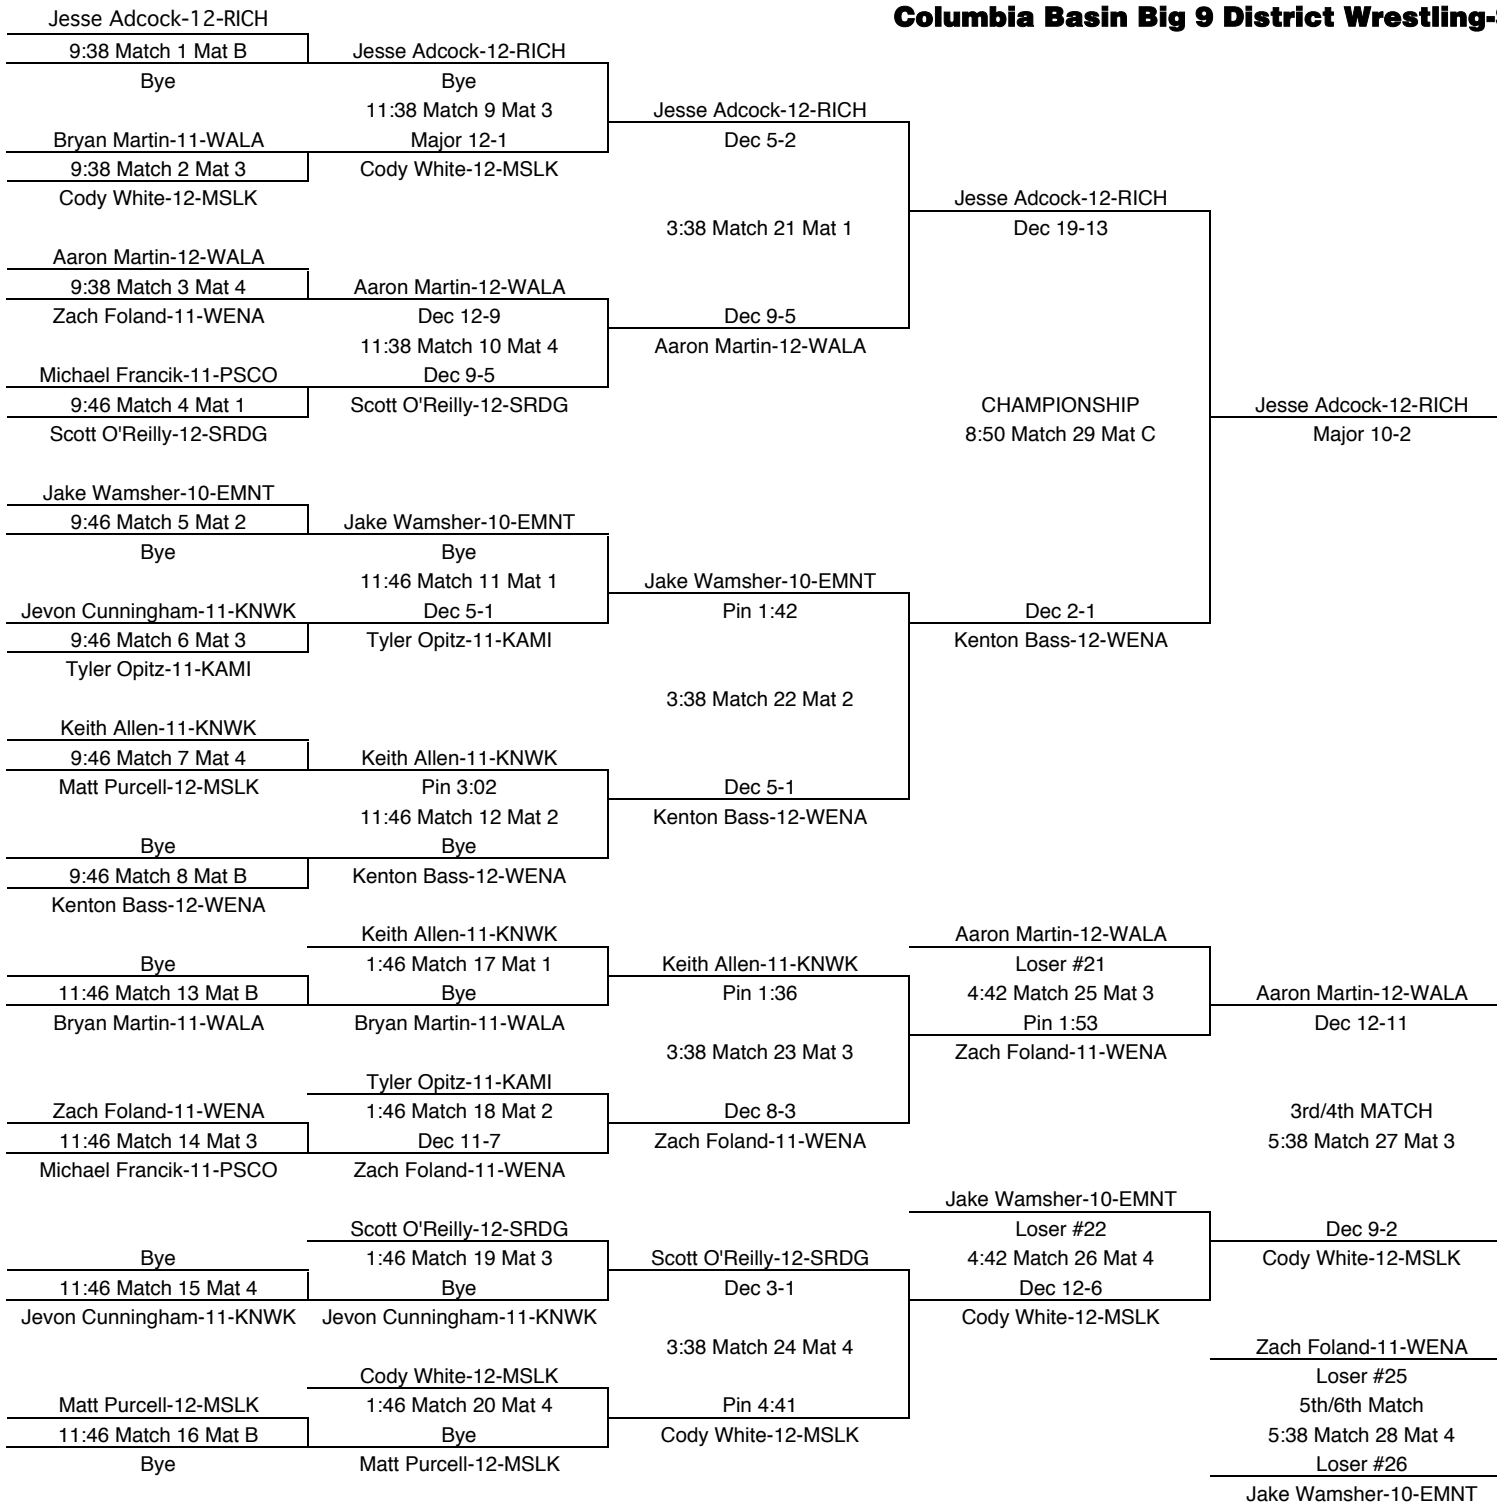 Columbia Basin Big 9 District Wrestling-
Jesse Adcock-12-RICH
9:38 Match 1 Mat B
Bye
Bryan Martin-11-WALA
9:38 Match 2 Mat 3
Cody White-12-MSLK
Aaron Martin-12-WALA
9:38 Match 3 Mat 4
Zach Foland-11-WENA
Michael Francik-11-PSCO
9:46 Match 4 Mat 1
Scott O'Reilly-12-SRDG
Jake Wamsher-10-EMNT
9:46 Match 5 Mat 2
Bye
Jevon Cunningham-11-KNWK
9:46 Match 6 Mat 3
Tyler Opitz-11-KAMI
Keith Allen-11-KNWK
9:46 Match 7 Mat 4
Matt Purcell-12-MSLK
Bye
9:46 Match 8 Mat B
Kenton Bass-12-WENA
Jesse Adcock-12-RICH
Bye
11:38 Match 9 Mat 3
Major 12-1
Cody White-12-MSLK
Aaron Martin-12-WALA
Dec 12-9
11:38 Match 10 Mat 4
Dec 9-5
Scott O'Reilly-12-SRDG
Jake Wamsher-10-EMNT
Bye
11:46 Match 11 Mat 1
Dec 5-1
Tyler Opitz-11-KAMI
Keith Allen-11-KNWK
Pin 3:02
11:46 Match 12 Mat 2
Bye
Kenton Bass-12-WENA
Jesse Adcock-12-RICH
Dec 5-2
3:38 Match 21 Mat 1
Dec 9-5
Aaron Martin-12-WALA
Jake Wamsher-10-EMNT
Pin 1:42
3:38 Match 22 Mat 2
Dec 5-1
Kenton Bass-12-WENA
Jesse Adcock-12-RICH
Dec 19-13
CHAMPIONSHIP
8:50 Match 29 Mat C
Dec 2-1
Kenton Bass-12-WENA
Jesse Adcock-12-RICH
Major 10-2
Bye
11:46 Match 13 Mat B
Bryan Martin-11-WALA
Zach Foland-11-WENA
11:46 Match 14 Mat 3
Michael Francik-11-PSCO
Bye
11:46 Match 15 Mat 4
Jevon Cunningham-11-KNWK
Matt Purcell-12-MSLK
11:46 Match 16 Mat B
Bye
Keith Allen-11-KNWK
1:46 Match 17 Mat 1
Bye
Bryan Martin-11-WALA
Tyler Opitz-11-KAMI
1:46 Match 18 Mat 2
Dec 11-7
Zach Foland-11-WENA
Scott O'Reilly-12-SRDG
1:46 Match 19 Mat 3
Bye
Jevon Cunningham-11-KNWK
Cody White-12-MSLK
1:46 Match 20 Mat 4
Bye
Matt Purcell-12-MSLK
Keith Allen-11-KNWK
Pin 1:36
3:38 Match 23 Mat 3
Dec 8-3
Zach Foland-11-WENA
Scott O'Reilly-12-SRDG
Dec 3-1
3:38 Match 24 Mat 4
Pin 4:41
Cody White-12-MSLK
Aaron Martin-12-WALA
Loser #21
4:42 Match 25 Mat 3
Pin 1:53
Zach Foland-11-WENA
Jake Wamsher-10-EMNT
Loser #22
4:42 Match 26 Mat 4
Dec 12-6
Cody White-12-MSLK
Aaron Martin-12-WALA
Dec 12-11
3rd/4th MATCH
5:38 Match 27 Mat 3
Dec 9-2
Cody White-12-MSLK
Zach Foland-11-WENA
Loser #25
5th/6th Match
5:38 Match 28 Mat 4
Loser #26
Jake Wamsher-10-EMNT